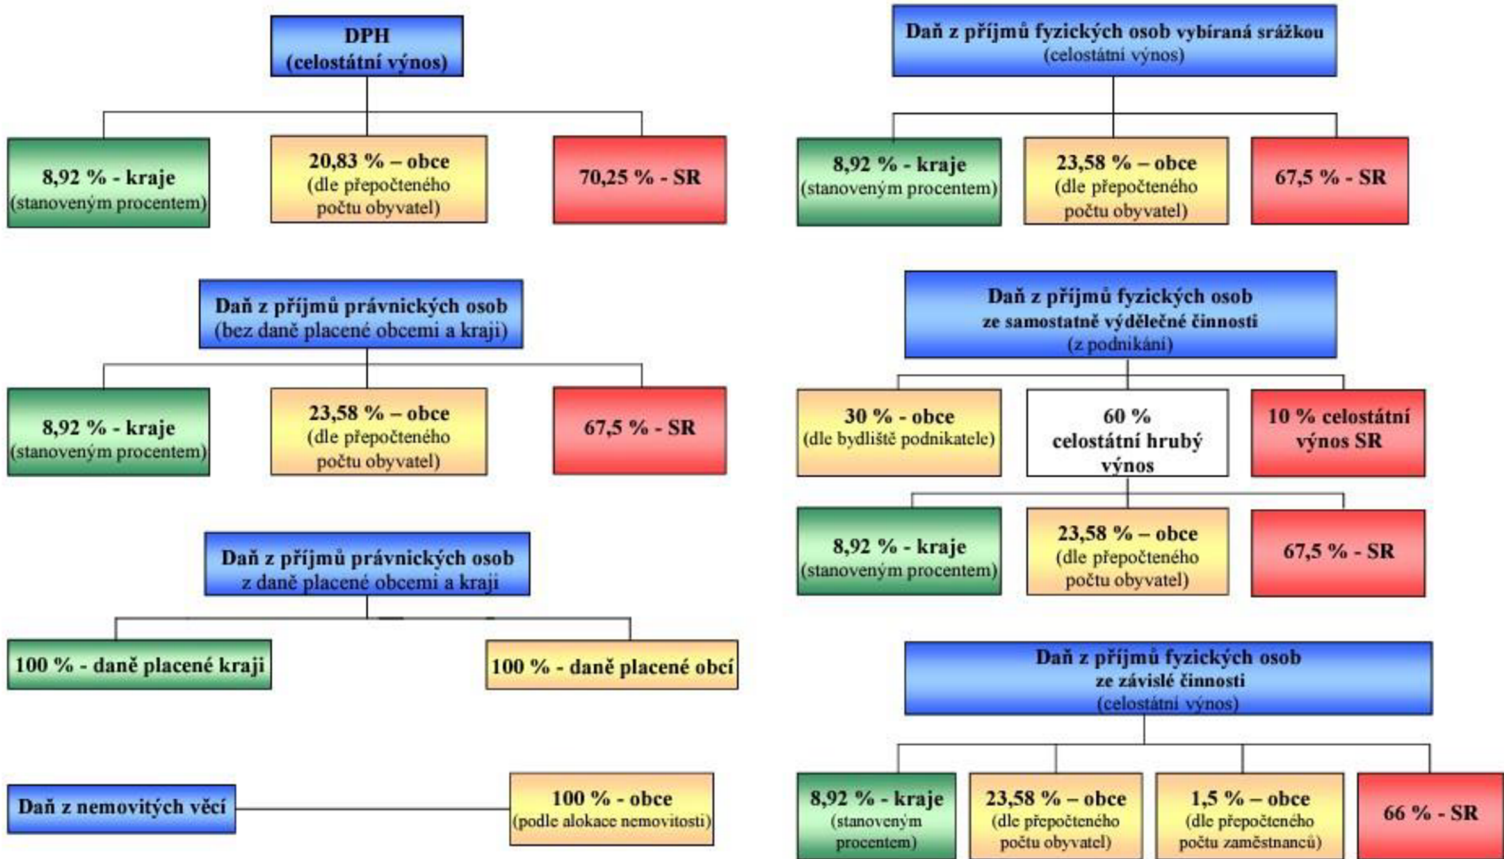 DPH
(celostátní výnos)
8,92 % - kraje
(stanoveným procentem)
20,83 % – obce
(dle přepočteného
počtu obyvatel)
70,25 % - SR
Daň z příjmů právnických osob
(bez daně placené obcemi a kraji)
8,92 % - kraje
(stanoveným procentem)
23,58 % – obce
(dle přepočteného
počtu obyvatel)
67,5 % - SR
Daň z příjmů právnických osob
z daně placené obcemi a kraji
100 % - daně placené kraji
100 % - daně placené obcí
Daň z nemovitých věcí
100 % - obce
(podle alokace nemovitosti)
Daň z příjmů fyzických osob vybíraná srážkou
(celostátní výnos)
8,92 % - kraje
(stanoveným procentem)
23,58 % – obce
(dle přepočteného
počtu obyvatel)
67,5 % - SR
Daň z příjmů fyzických osob
ze samostatně výdělečné činnosti
(z podnikání)
30 % - obce
(dle bydliště podnikatele)
60 %
celostátní hrubý
výnos
10 % celostátní
výnos SR
8,92 % - kraje
(stanoveným procentem)
23,58 % – obce
(dle přepočteného
počtu obyvatel)
67,5 % - SR
Daň z příjmů fyzických osob
ze závislé činnosti
(celostátní výnos)
8,92 % - kraje
(stanoveným
procentem)
23,58 % – obce
(dle přepočteného
počtu obyvatel)
1,5 % – obce
(dle přepočteného
počtu zaměstnanců)
66 % - SR